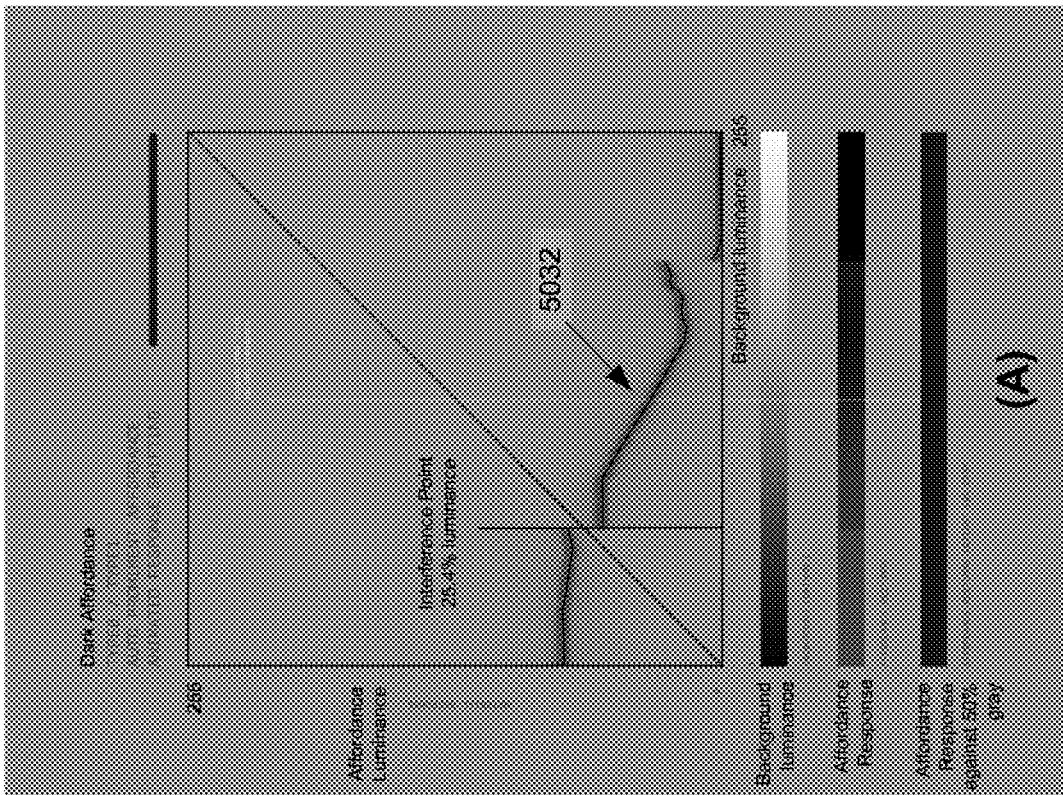 Dark Affordance
255
Affordance
Luminance
Interference Point
25.4% luminance
5032
Background luminance 255
Background
luminance
Affordance
Response
Affordance
Response
against 50%
gray
(A)